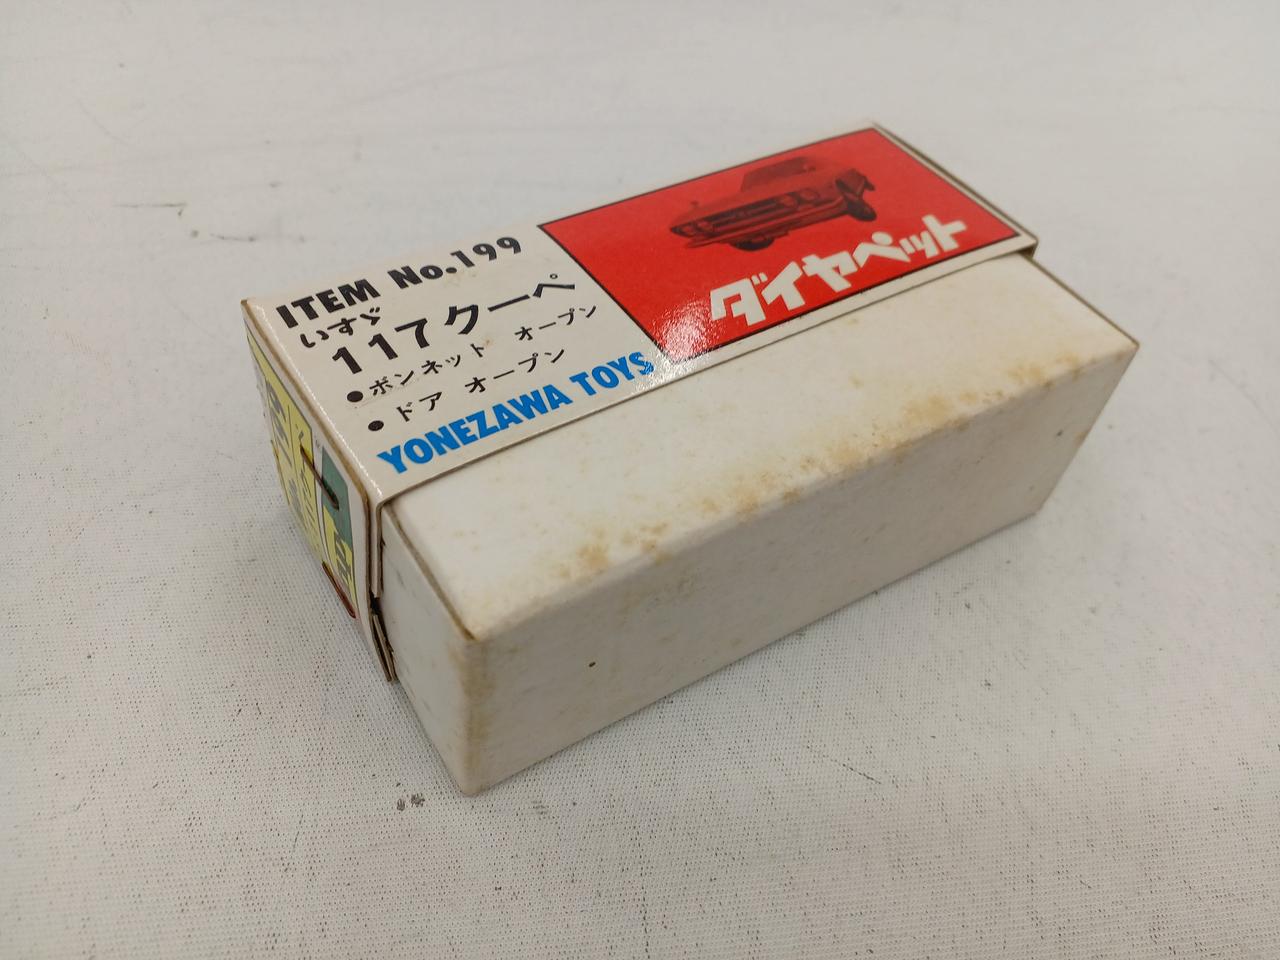 ITEM No.199
いすゞ
117クーペ
●ボンネット オープン
●ドア オープン
YONEZAWA TOYS
ダイヤペット